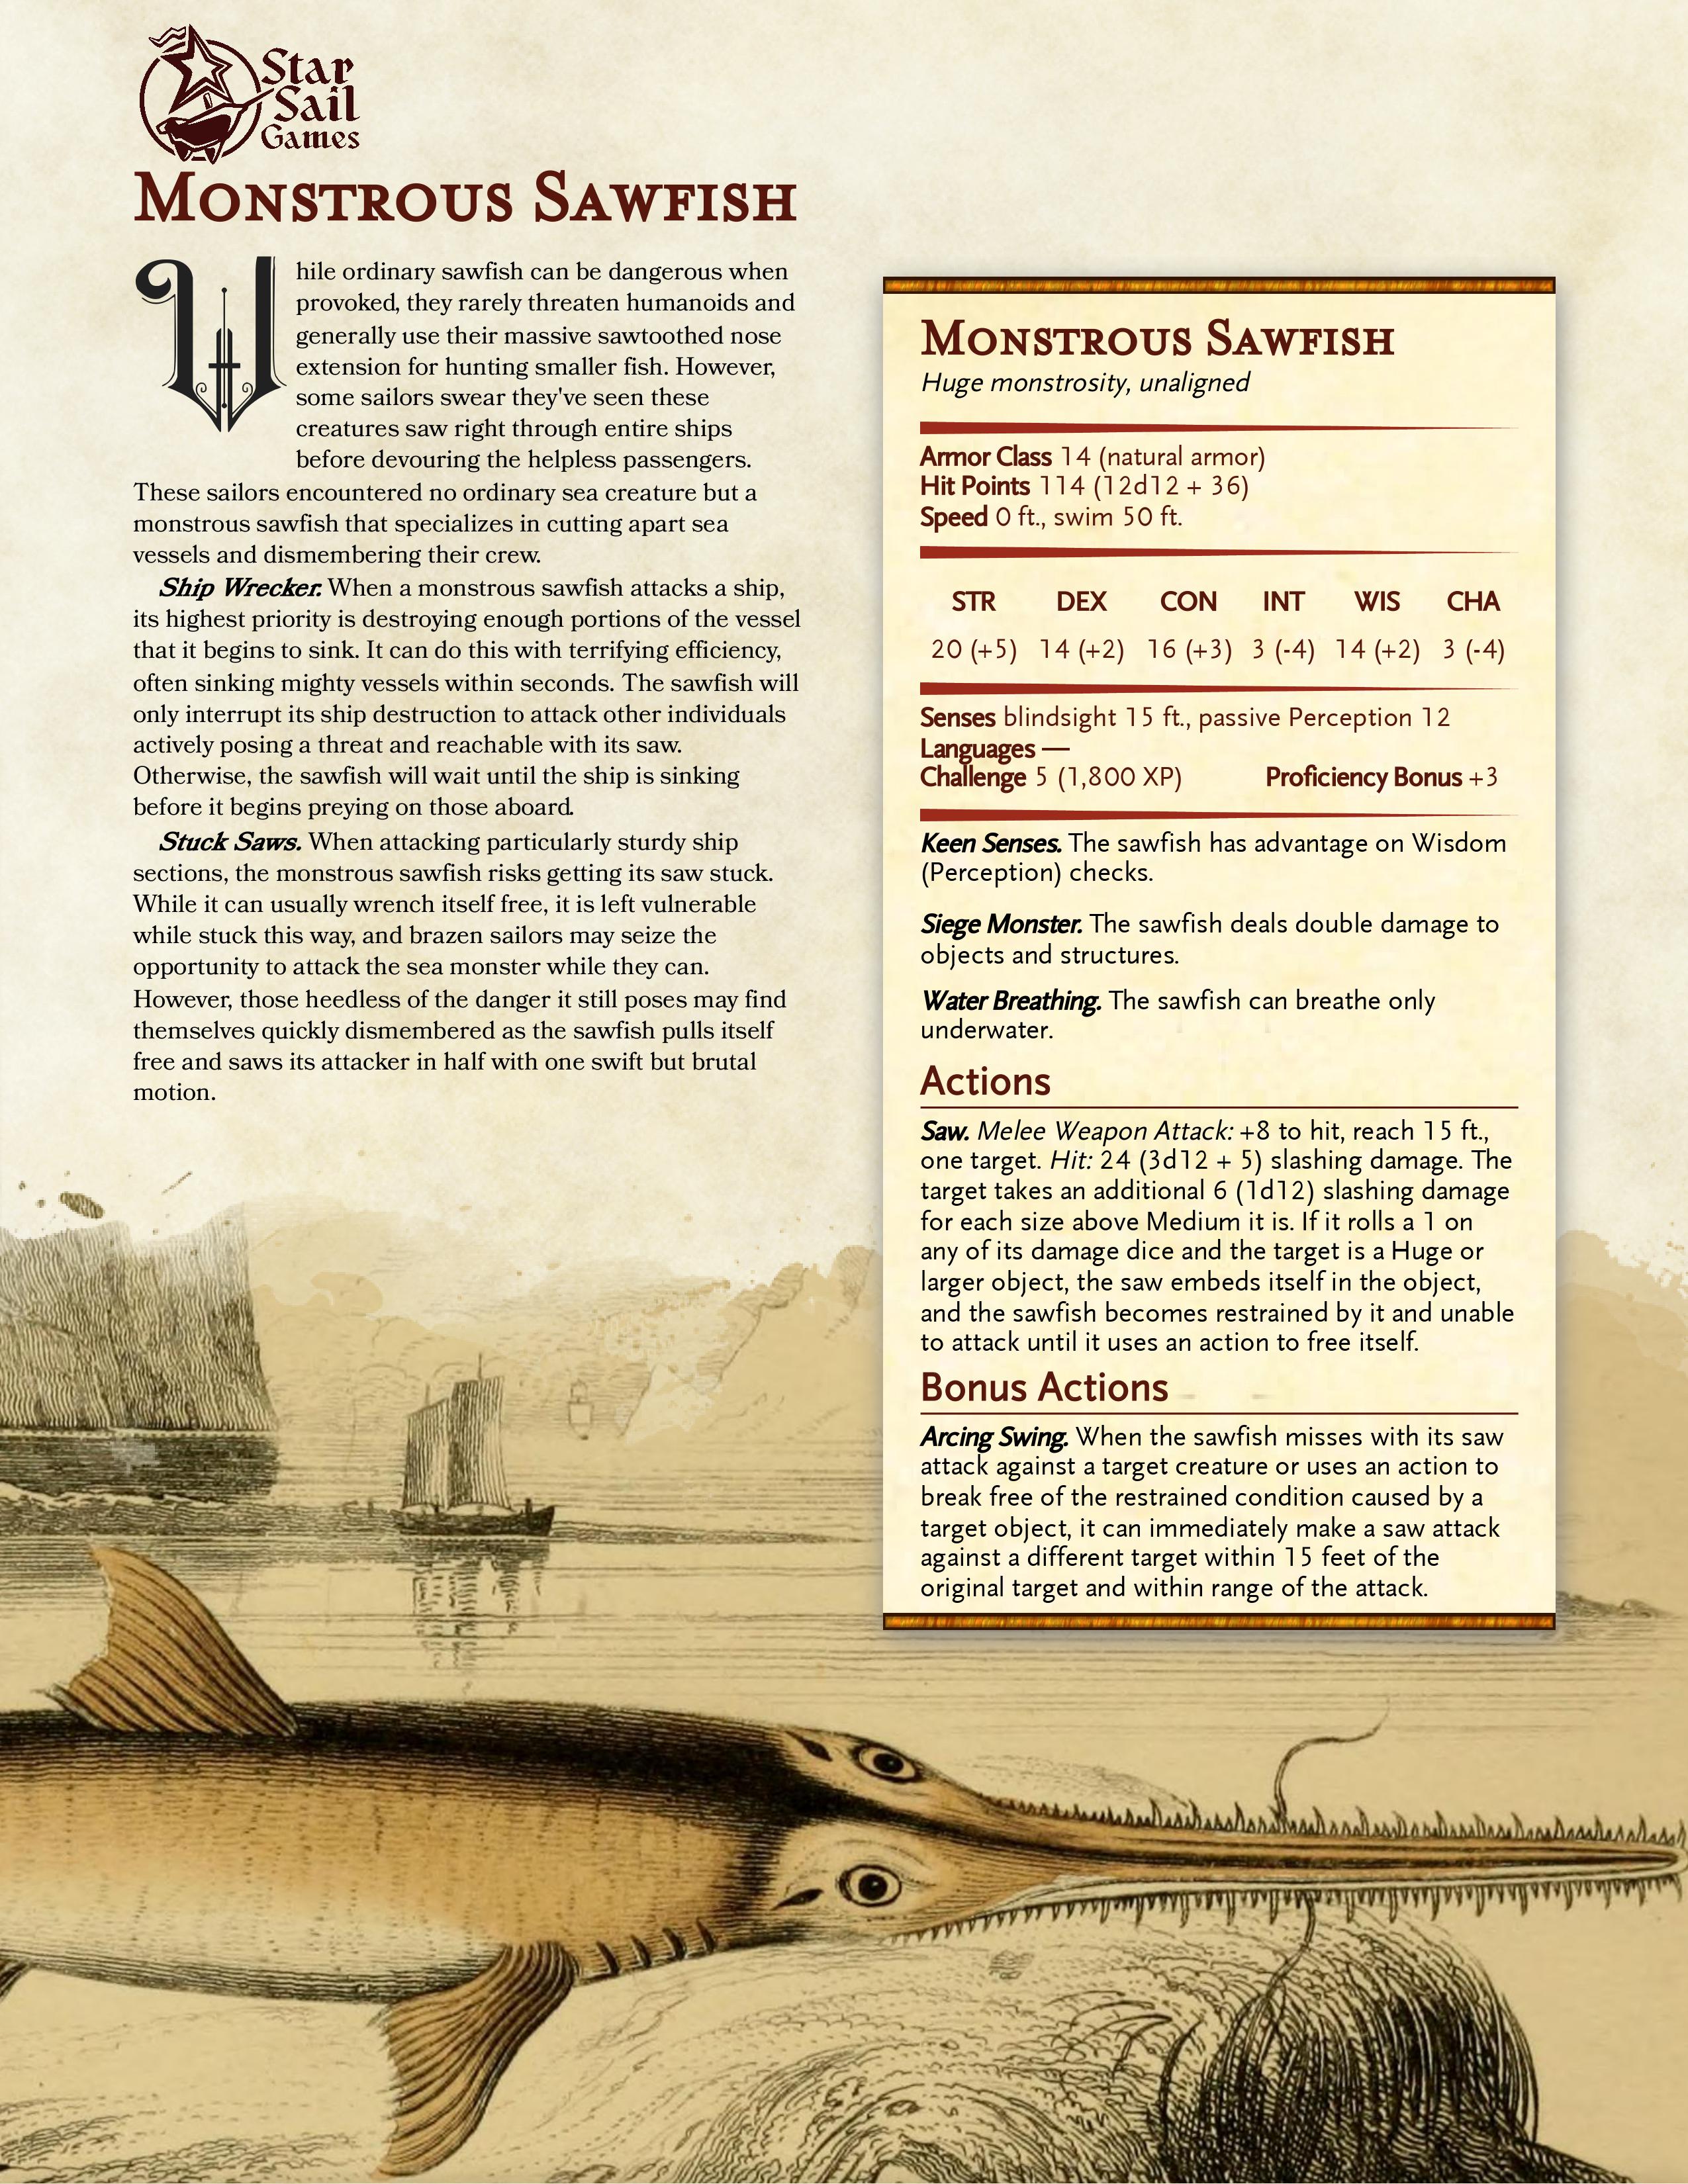 Star
Sail
Games
Monstrous Sawfish
While ordinary sawfish can be dangerous when
provoked, they rarely threaten humanoids and
generally use their massive sawtoothed nose
extension for hunting smaller fish. However,
some sailors swear they've seen these
creatures saw right through entire ships
before devouring the helpless passengers.
These sailors encountered no ordinary sea creature but a
monstrous sawfish that specializes in cutting apart sea
vessels and dismembering their crew.
Ship Wrecker. When a monstrous sawfish attacks a ship,
its highest priority is destroying enough portions of the vessel
that it begins to sink. It can do this with terrifying efficiency,
often sinking mighty vessels within seconds. The sawfish will
only interrupt its ship destruction to attack other individuals
actively posing a threat and reachable with its saw.
Otherwise, the sawfish will wait until the ship is sinking
before it begins preying on those aboard.
Stuck Saws. When attacking particularly sturdy ship
sections, the monstrous sawfish risks getting its saw stuck.
While it can usually wrench itself free, it is left vulnerable
while stuck this way, and brazen sailors may seize the
opportunity to attack the sea monster while they can.
However, those heedless of the danger it still poses may find
themselves quickly dismembered as the sawfish pulls itself
free and saws its attacker in half with one swift but brutal
motion.
Monstrous Sawfish
Huge monstrosity, unaligned
Armor Class 14 (natural armor)
Hit Points 114 (12d12 + 36)
Speed 0 ft., swim 50 ft.
STR DEX CON INT WIS CHA
20 (+5) 14 (+2) 16 (+3) 3 (-4) 14 (+2) 3 (-4)
Senses blindsight 15 ft., passive Perception 12
Languages —
Challenge 5 (1,800 XP) Proficiency Bonus +3
Keen Senses. The sawfish has advantage on Wisdom
(Perception) checks.
Siege Monster. The sawfish deals double damage to
objects and structures.
Water Breathing. The sawfish can breathe only
underwater.
Actions
Saw. Melee Weapon Attack: +8 to hit, reach 15 ft.,
one target. Hit: 24 (3d12 + 5) slashing damage. The
target takes an additional 6 (1d12) slashing damage
for each size above Medium it is. If it rolls a 1 on
any of its damage dice and the target is a Huge or
larger object, the saw embeds itself in the object,
and the sawfish becomes restrained by it and unable
to attack until it uses an action to free itself.
Bonus Actions
Arcing Swing. When the sawfish misses with its saw
attack against a target creature or uses an action to
break free of the restrained condition caused by a
target object, it can immediately make a saw attack
against a different target within 15 feet of the
original target and within range of the attack.